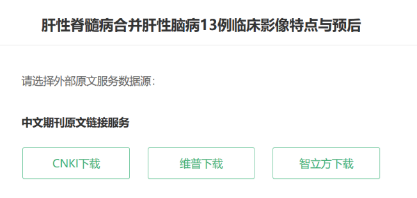 肝性脊髓病合并肝性脑病13例临床影像特点与预后
请选择外部原文服务数据源：
中文期刊原文链接服务
CNKI下载
维普下载
智立方下载